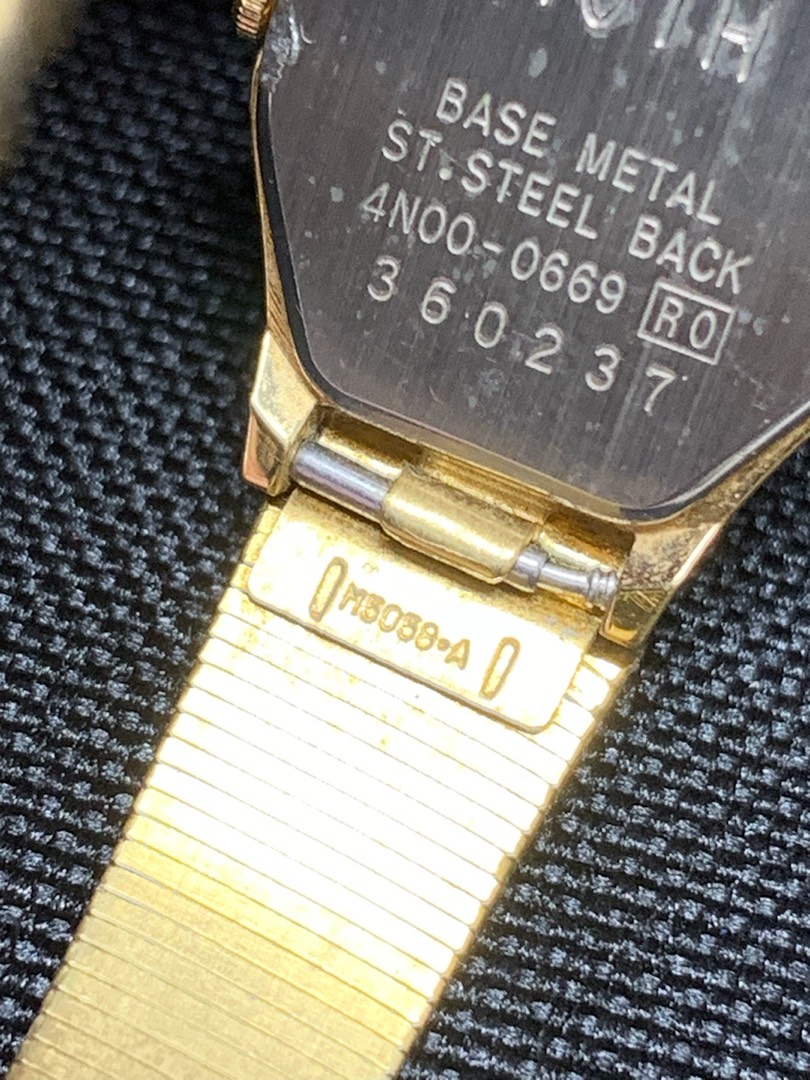 BASE METAL
ST.STEEL BACK
4N00-0669 R0
360237
M5038•A